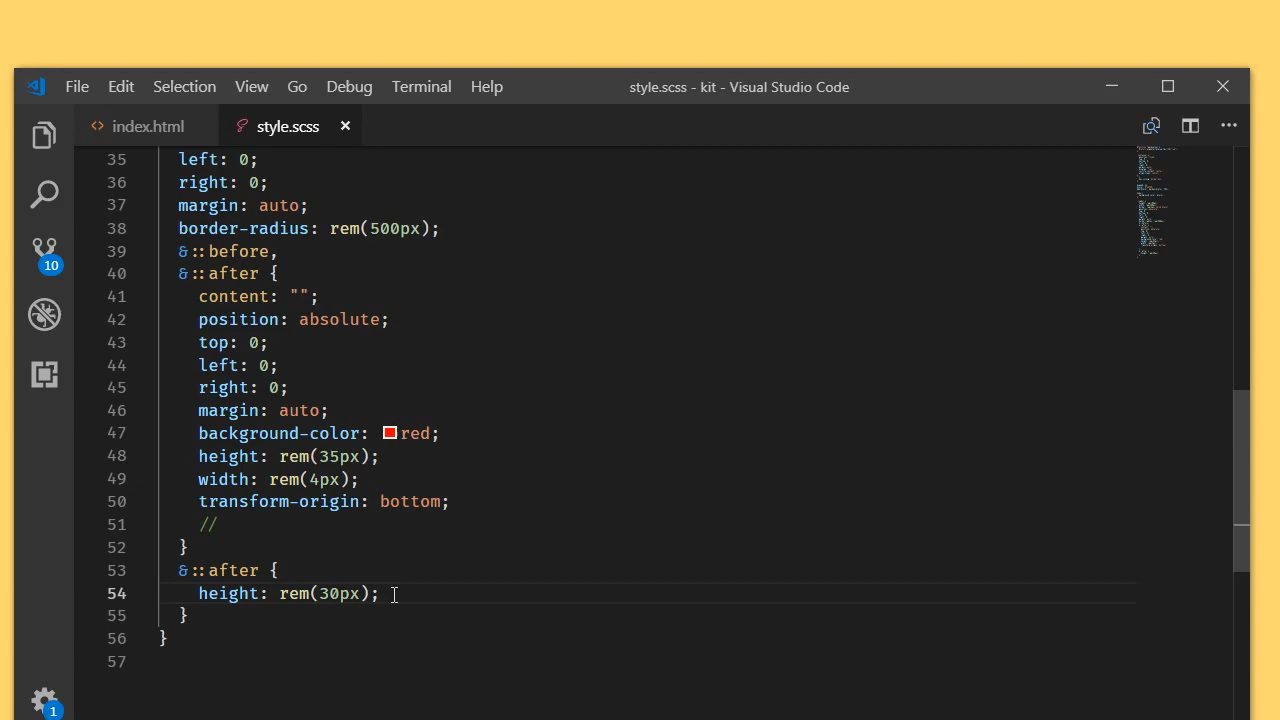 File Edit Selection View Go Debug Terminal Help style.scss - kit - Visual Studio Code
index.html style.scss
35 left: 0;
36 right: 0;
37 margin: auto;
38 border-radius: rem(500px);
39 &::before,
40 &::after {
41 content: "";
42 position: absolute;
43 top: 0;
44 left: 0;
45 right: 0;
46 margin: auto;
47 background-color: red;
48 height: rem(35px);
49 width: rem(4px);
50 transform-origin: bottom;
51 //
52 }
53 &::after {
54 height: rem(30px);
55 }
56 }
57
10
1